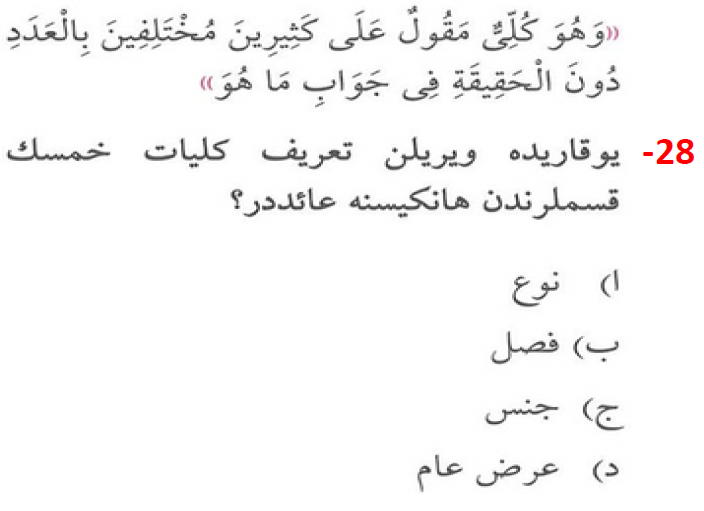 «وَهُوَ كُلِّىٌّ مَقُولٌ عَلَى كَثِيرِينَ مُخْتَلِفِينَ بِالْعَدَدِ
دُونَ الْحَقِيقَةِ فِى جَوَابِ مَا هُوَ»
28- يوقاريده ويريلن تعريف كليات خمسك
قسملرندن هانكيسنه عائددر؟
ا) نوع
ب) فصل
ج) جنس
د) عرض عام